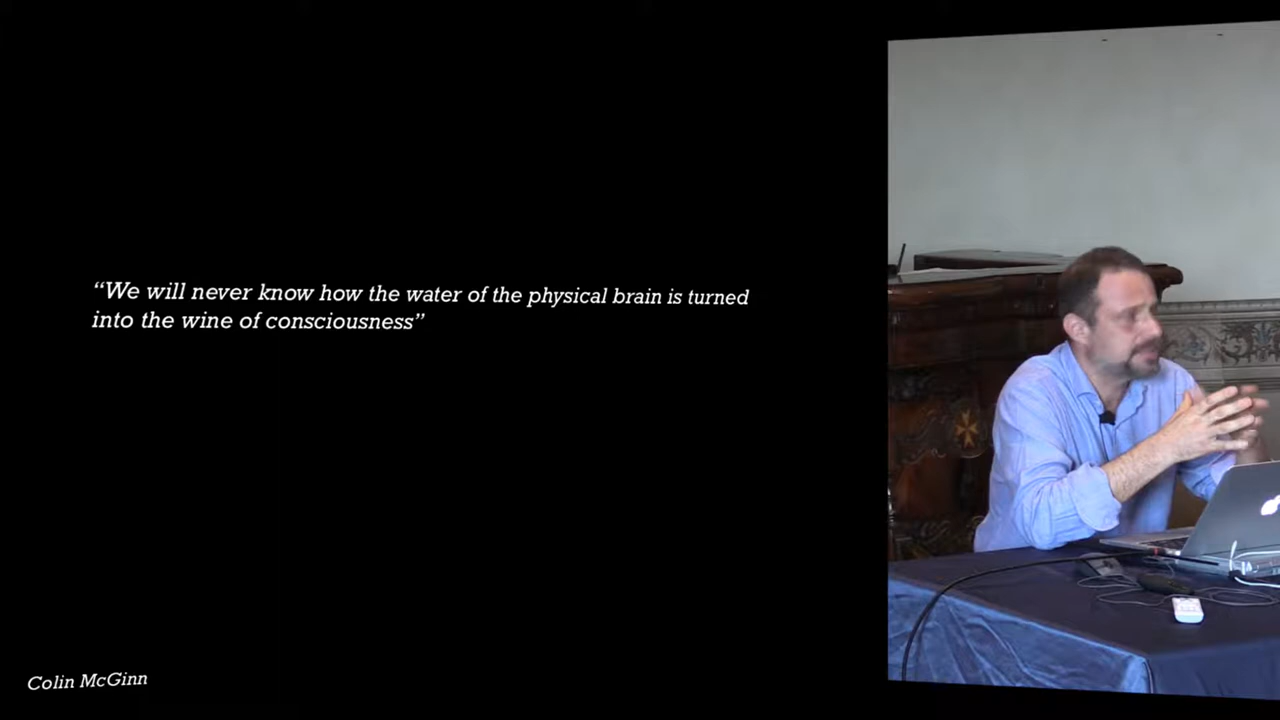 “We will never know how the water of the physical brain is turned
into the wine of consciousness”
Colin McGinn